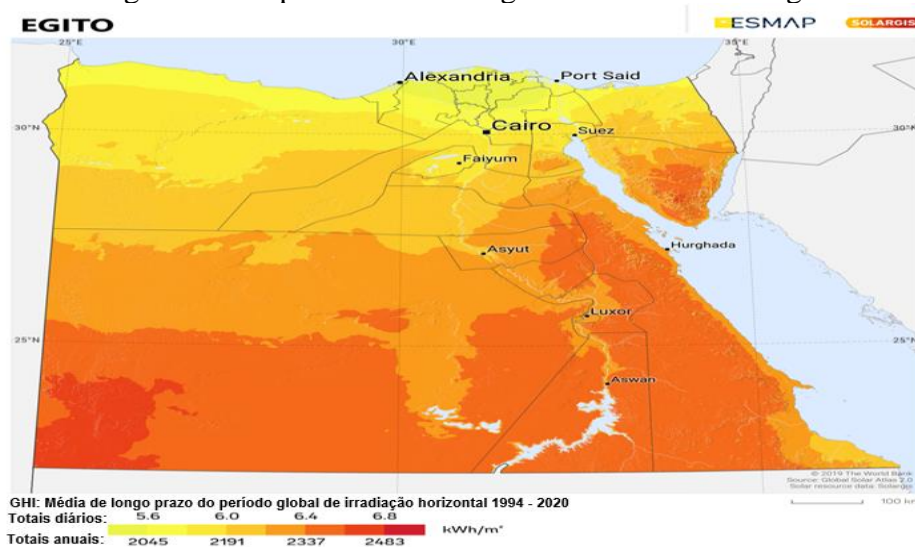 EGITO
ESMAP
SOLARGIS
25°E
30°E
35°E
Alexandria
Port Said
30°N
Cairo
Suez
30°N
Faiyum
Asyut
Hurghada
25°N
Luxor
25°N
Aswan
© 2019 The World Bank
Source: Global Solar Atlas 2.0
Solar resource data: Solargis
GHI: Média de longo prazo do período global de irradiação horizontal 1994 - 2020
100 km
Totais diários: 5.6 6.0 6.4 6.8
kWh/m²
Totais anuais: 2045 2191 2337 2483